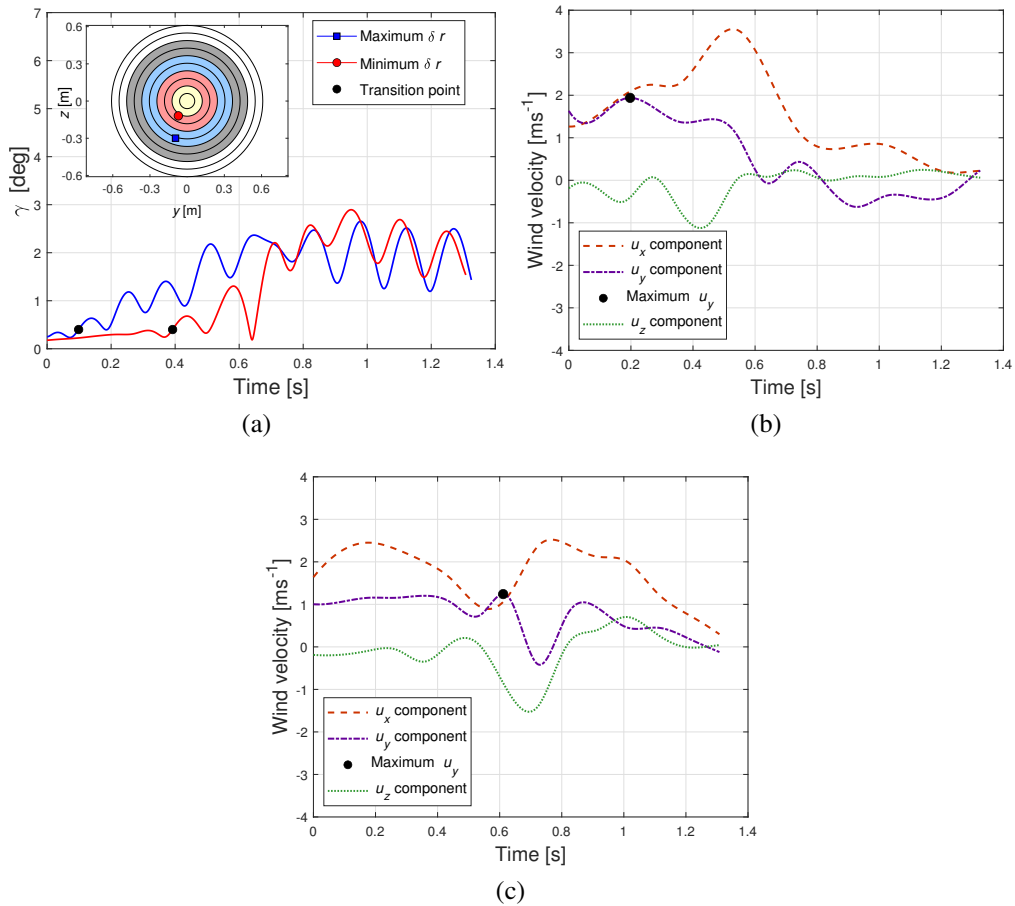 γ [deg]
7
6
5
4
3
2
1
0
0 0.2 0.4 0.6 0.8 1 1.2 1.4
Time [s]
z [m]
0.6
0.3
0
-0.3
-0.6
-0.6 -0.3 0 0.3 0.6
y [m]
Maximum δ r
Minimum δ r
Transition point
(a)
Wind velocity [ms⁻¹]
4
3
2
1
0
-1
-2
-3
-4
0 0.2 0.4 0.6 0.8 1 1.2 1.4
Time [s]
u_x component
u_y component
Maximum u_y
u_z component
(b)
Wind velocity [ms⁻¹]
4
3
2
1
0
-1
-2
-3
-4
0 0.2 0.4 0.6 0.8 1 1.2 1.4
Time [s]
u_x component
u_y component
Maximum u_y
u_z component
(c)